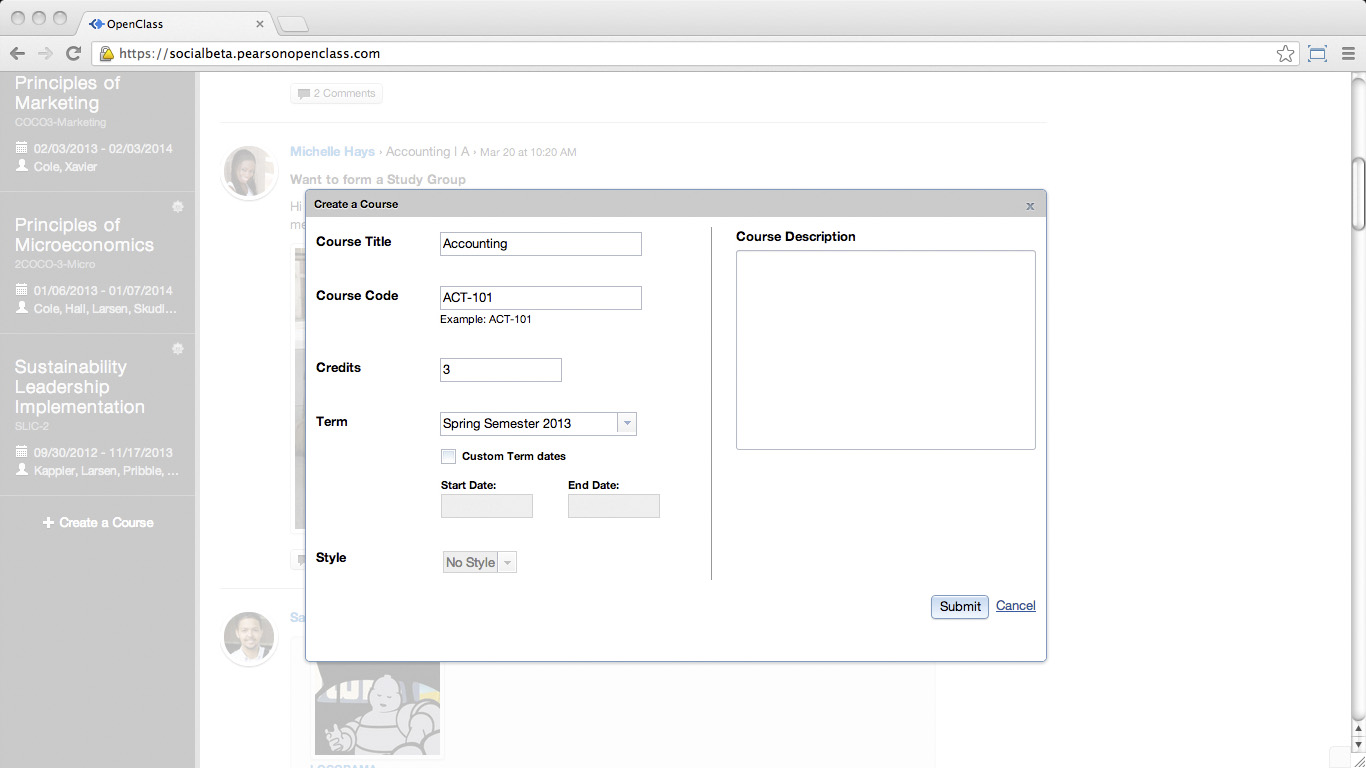 OpenClass
https://socialbeta.pearsonopenclass.com
Principles of
Marketing
COCO3-Marketing
02/03/2013 - 02/03/2014
Cole, Xavier
Principles of
Microeconomics
2COCO-3-Micro
01/06/2013 - 01/07/2014
Cole, Hall, Larsen, Skudl...
Sustainability
Leadership
Implementation
SLIC-2
09/30/2012 - 11/17/2013
Kappler, Larsen, Pribble, ...
+ Create a Course
2 Comments
Michelle Hays › Accounting I A › Mar 20 at 10:20 AM
Want to form a Study Group
Hi
me
Create a Course
x
Course Title
Accounting
Course Code
ACT-101
Example: ACT-101
Credits
3
Term
Spring Semester 2013
Custom Term dates
Start Date:
End Date:
Style
No Style
Course Description
Submit
Cancel
Sa